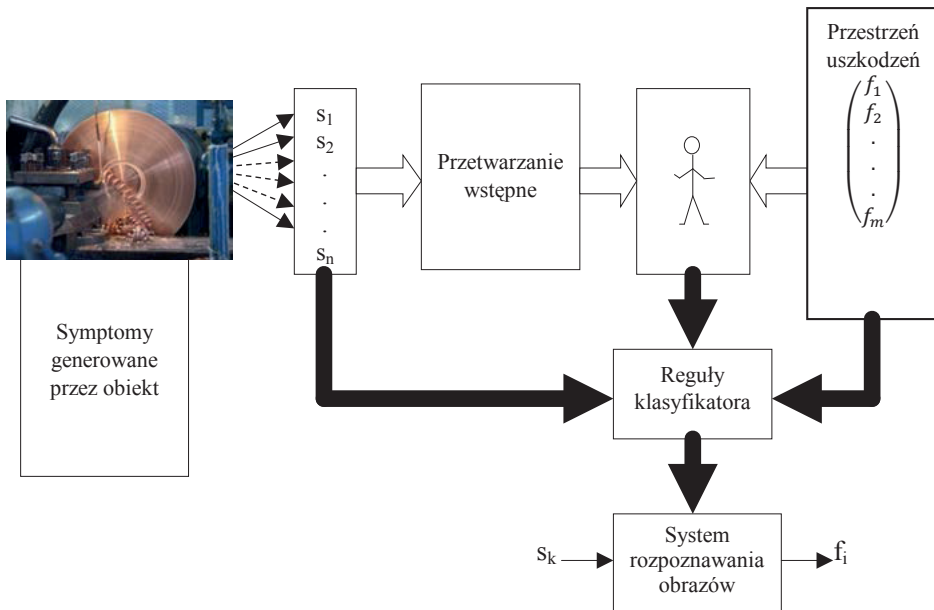 Symptomy
generowane
przez obiekt
s1
s2
.
.
.
sn
Przetwarzanie
wstępne
Przestrzeń
uszkodzeń
f1
f2
.
.
.
fm
Reguły
klasyfikatora
System
rozpoznawania
obrazów
sk
fi